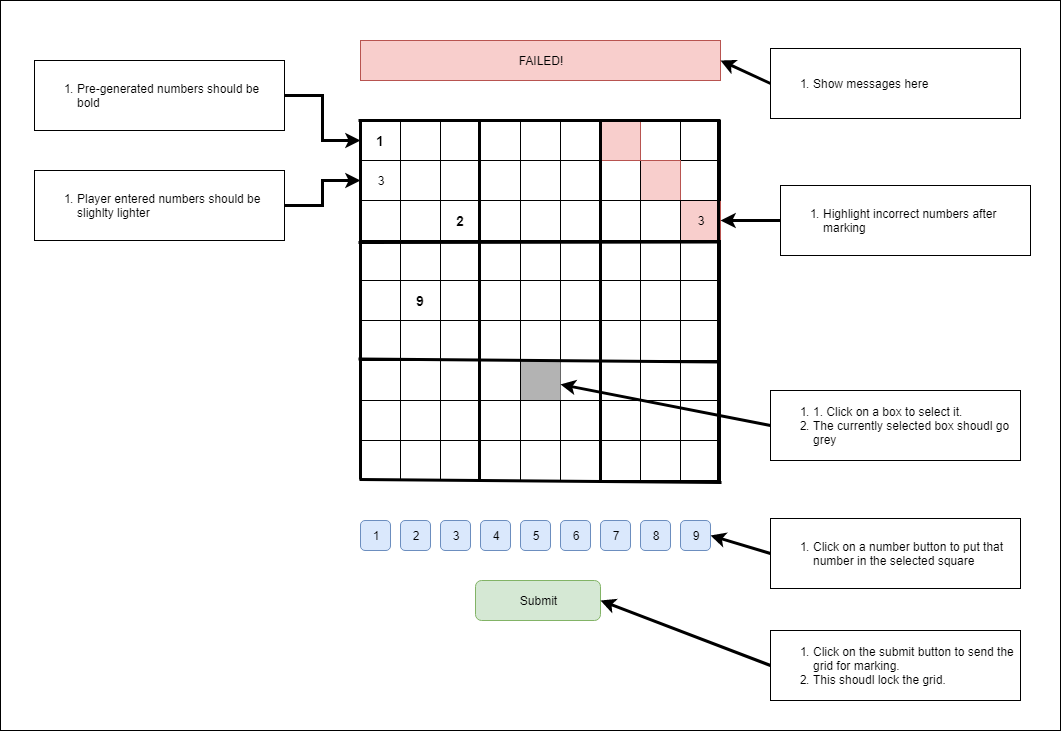 FAILED!
1. Show messages here
1. Pre-generated numbers should be
bold
1
3
1. Player entered numbers should be
slighlty lighter
2
3
1. Highlight incorrect numbers after
marking
9
1. 1. Click on a box to select it.
2. The currently selected box shoudl go
grey
1 2 3 4 5 6 7 8 9
1. Click on a number button to put that
number in the selected square
Submit
1. Click on the submit button to send the
grid for marking.
2. This shoudl lock the grid.